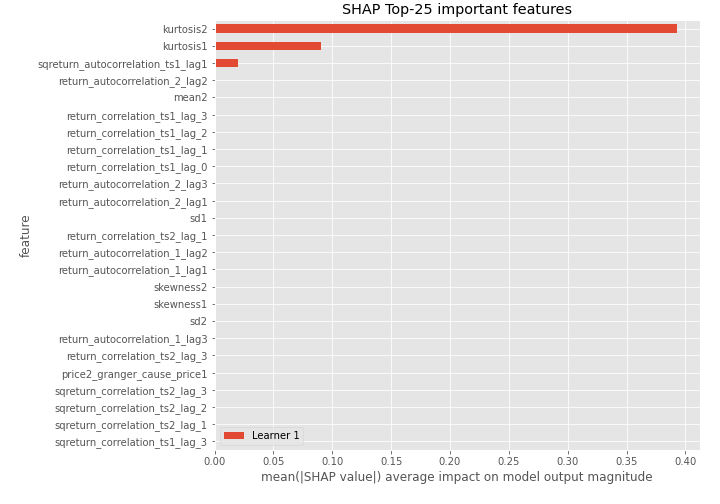 SHAP Top-25 important features
kurtosis2
kurtosis1
sqreturn_autocorrelation_ts1_lag1
return_autocorrelation_2_lag2
mean2
return_correlation_ts1_lag_3
return_correlation_ts1_lag_2
return_correlation_ts1_lag_1
return_correlation_ts1_lag_0
return_autocorrelation_2_lag3
return_autocorrelation_2_lag1
sd1
return_correlation_ts2_lag_1
return_autocorrelation_1_lag2
return_autocorrelation_1_lag1
skewness2
skewness1
sd2
return_autocorrelation_1_lag3
return_correlation_ts2_lag_3
price2_granger_cause_price1
sqreturn_correlation_ts2_lag_3
sqreturn_correlation_ts2_lag_2
sqreturn_correlation_ts2_lag_1
sqreturn_correlation_ts1_lag_3
feature
Learner 1
0.00 0.05 0.10 0.15 0.20 0.25 0.30 0.35 0.40
mean(|SHAP value|) average impact on model output magnitude